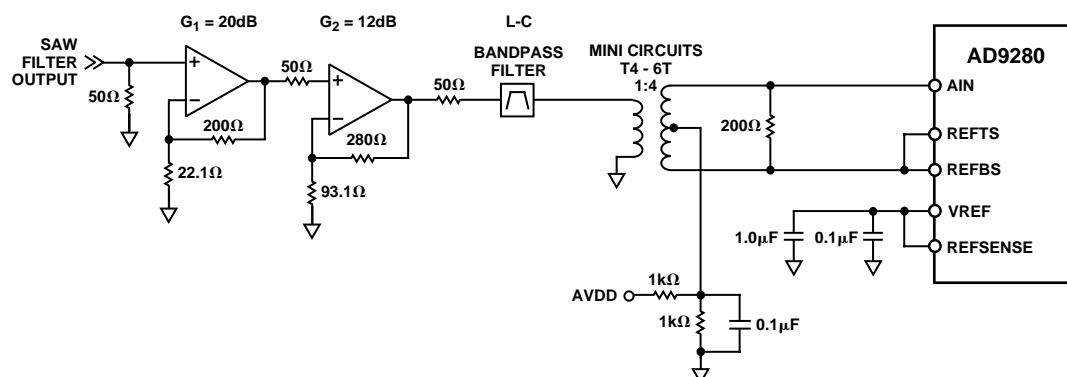 G1 = 20dB
G2 = 12dB
L-C
BANDPASS
FILTER
MINI CIRCUITS
T4 - 6T
1:4
AD9280
SAW
FILTER
OUTPUT
50Ω
200Ω
22.1Ω
50Ω
280Ω
93.1Ω
50Ω
200Ω
AIN
REFTS
REFBS
VREF
REFSENSE
1.0µF
0.1µF
AVDD
1kΩ
1kΩ
0.1µF